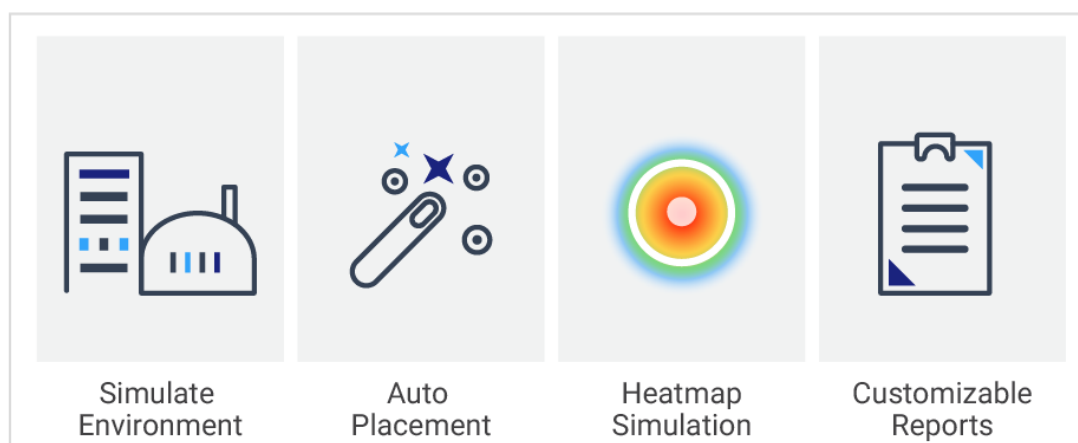 Simulate
Environment
Auto
Placement
Heatmap
Simulation
Customizable
Reports